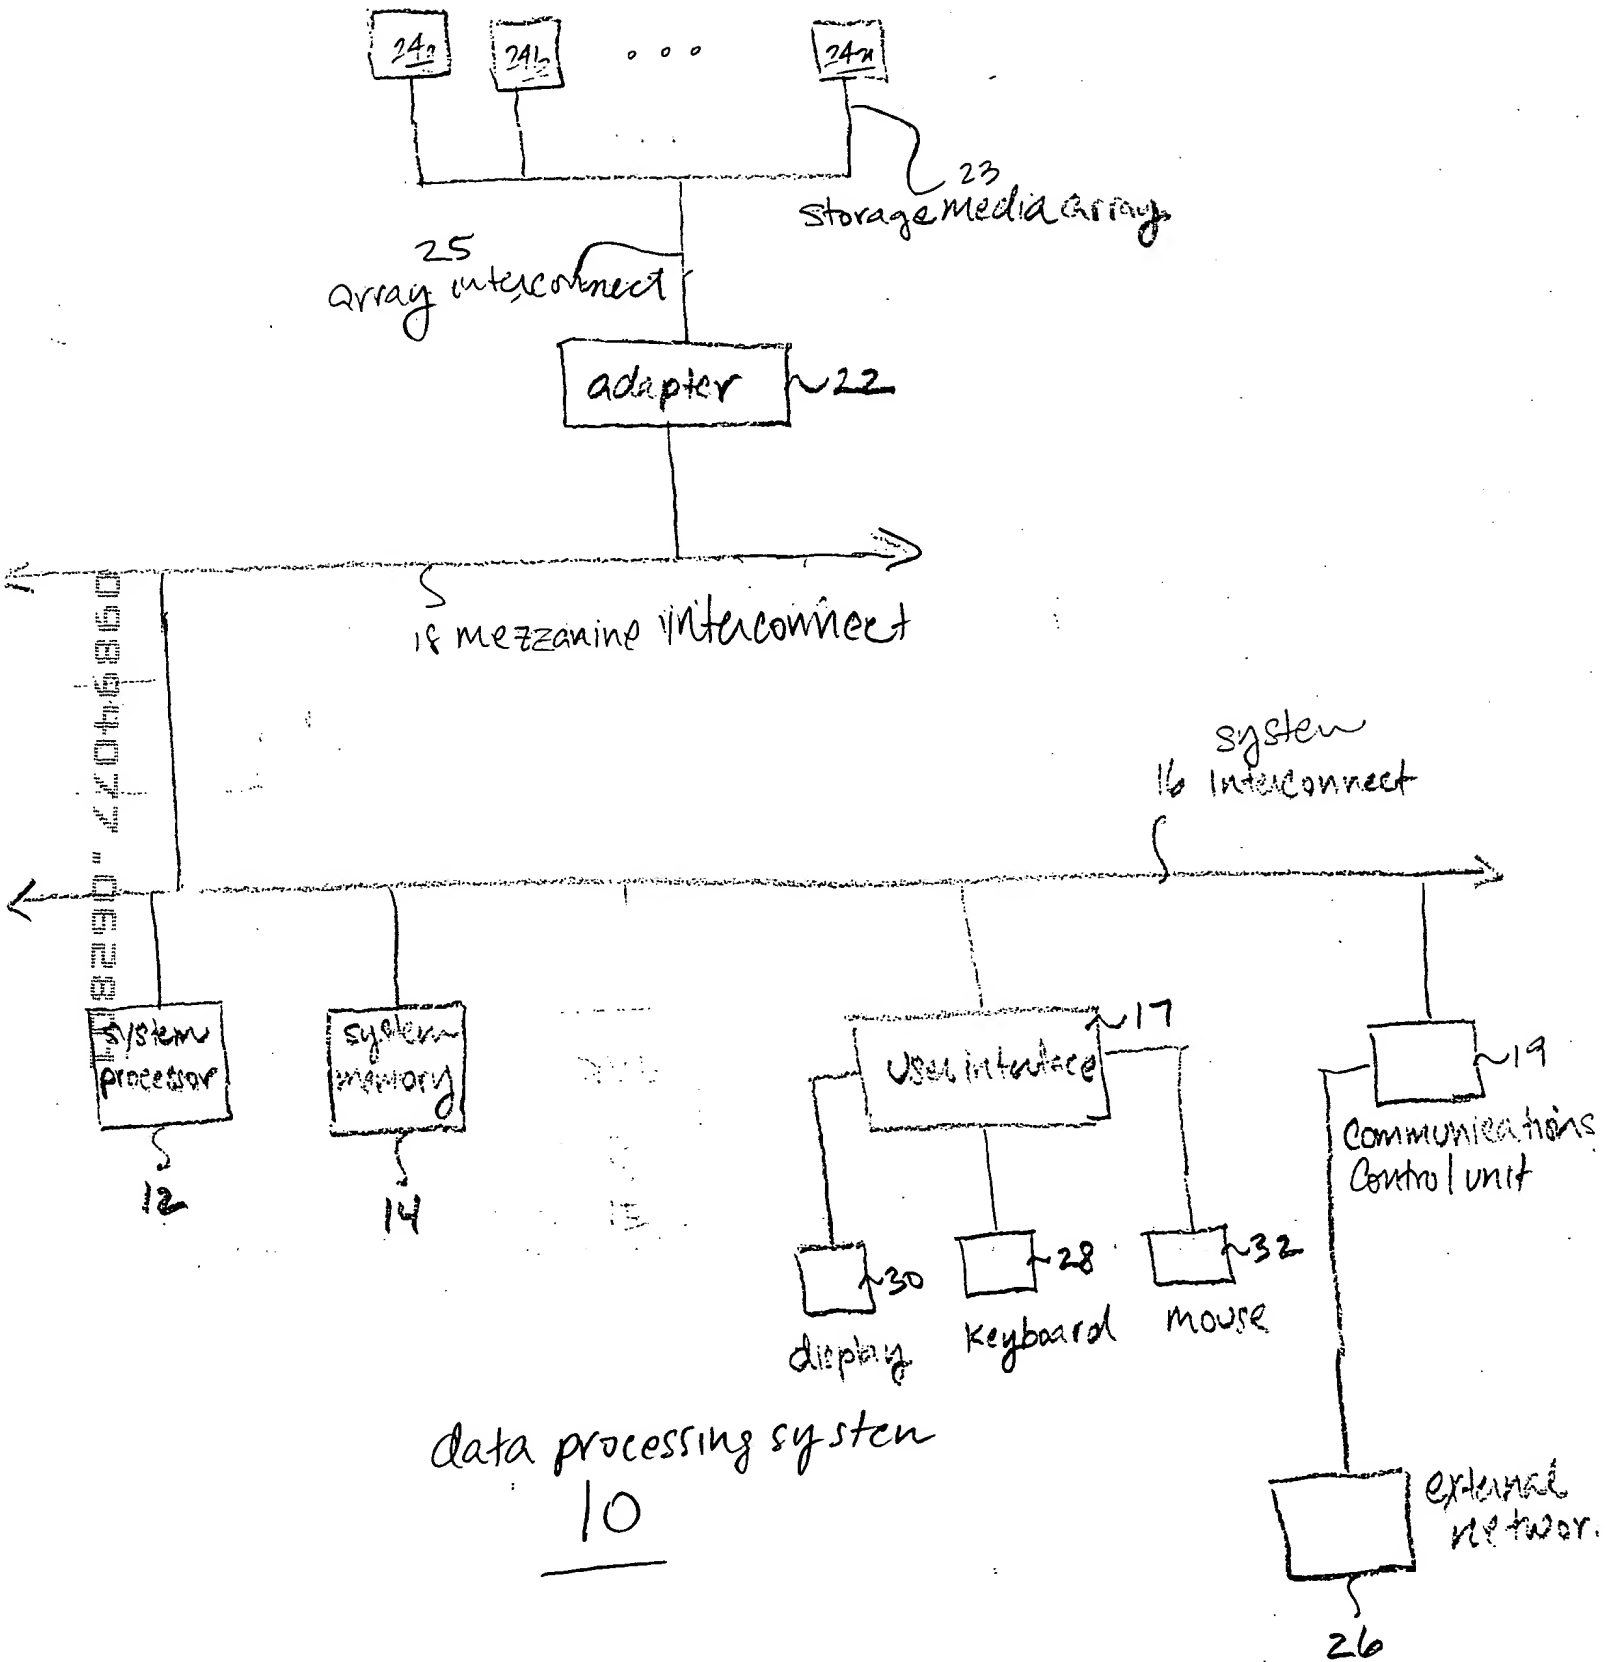 24a 24b 24n
23
storage media array
25
array interconnect
adapter 22
18 mezzanine interconnect
system
16 interconnect
system
processor
12
system
memory
14
user interface 17
19
communications
control unit
30
display
28
keyboard
32
mouse
data processing system
10
external
networ
26